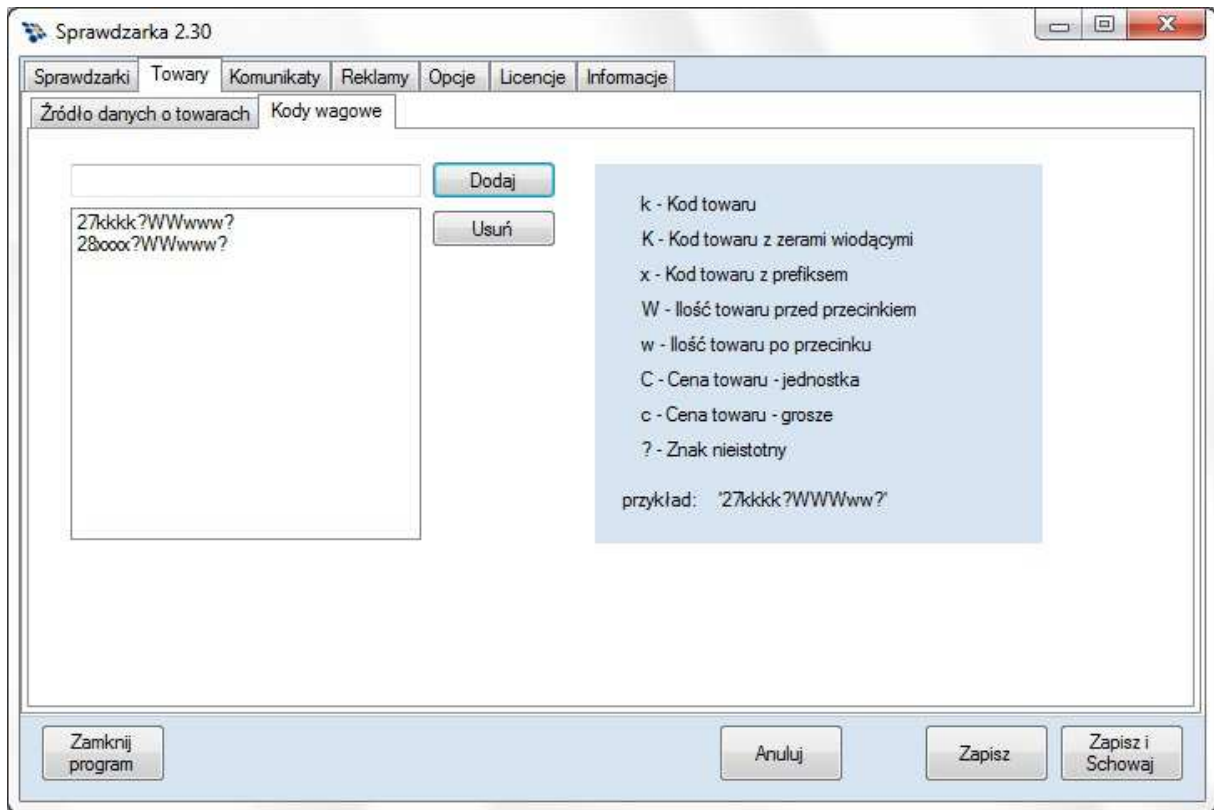 Sprawdzarka 2.30
Sprawdzarki Towary Komunikaty Reklamy Opcje Licencje Informacje
Źródło danych o towarach Kody wagowe
Dodaj
27kkkk?WWwww?
28xxxx?WWwww?
Usuń
k - Kod towaru
K - Kod towaru z zerami wiodącymi
x - Kod towaru z prefiksem
W - Ilość towaru przed przecinkiem
w - Ilość towaru po przecinku
C - Cena towaru - jednostka
c - Cena towaru - grosze
? - Znak nieistotny
przykład: '27kkkk?WWWww?'
Zamknij
program
Anuluj
Zapisz
Zapisz i
Schowaj